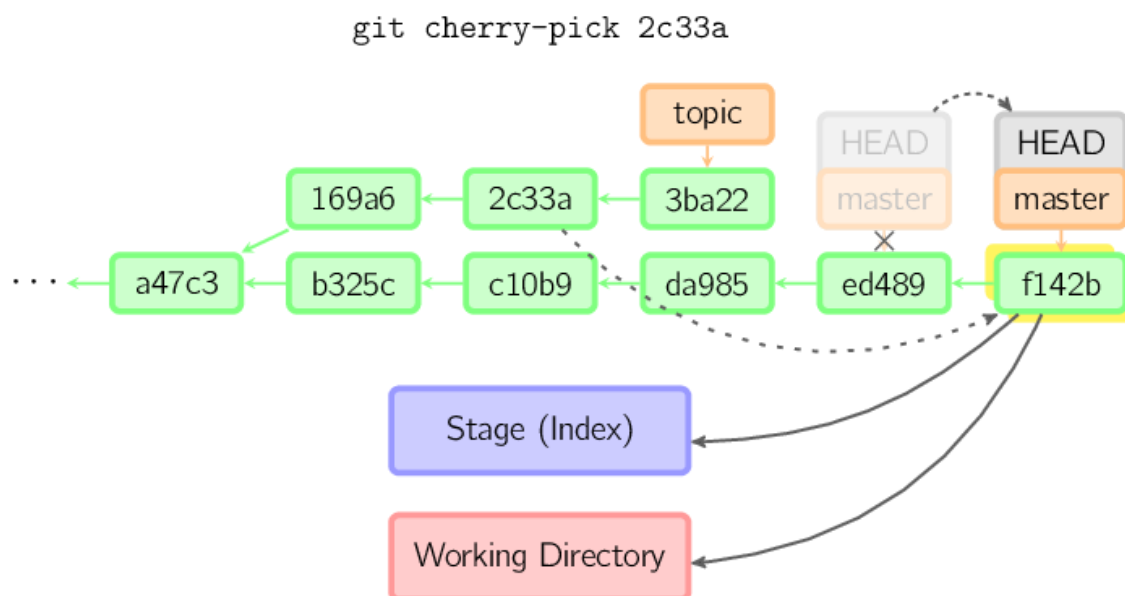 git cherry-pick 2c33a
topic
HEAD
HEAD
169a6
2c33a
3ba22
master
master
...
a47c3
b325c
c10b9
da985
ed489
f142b
Stage (Index)
Working Directory